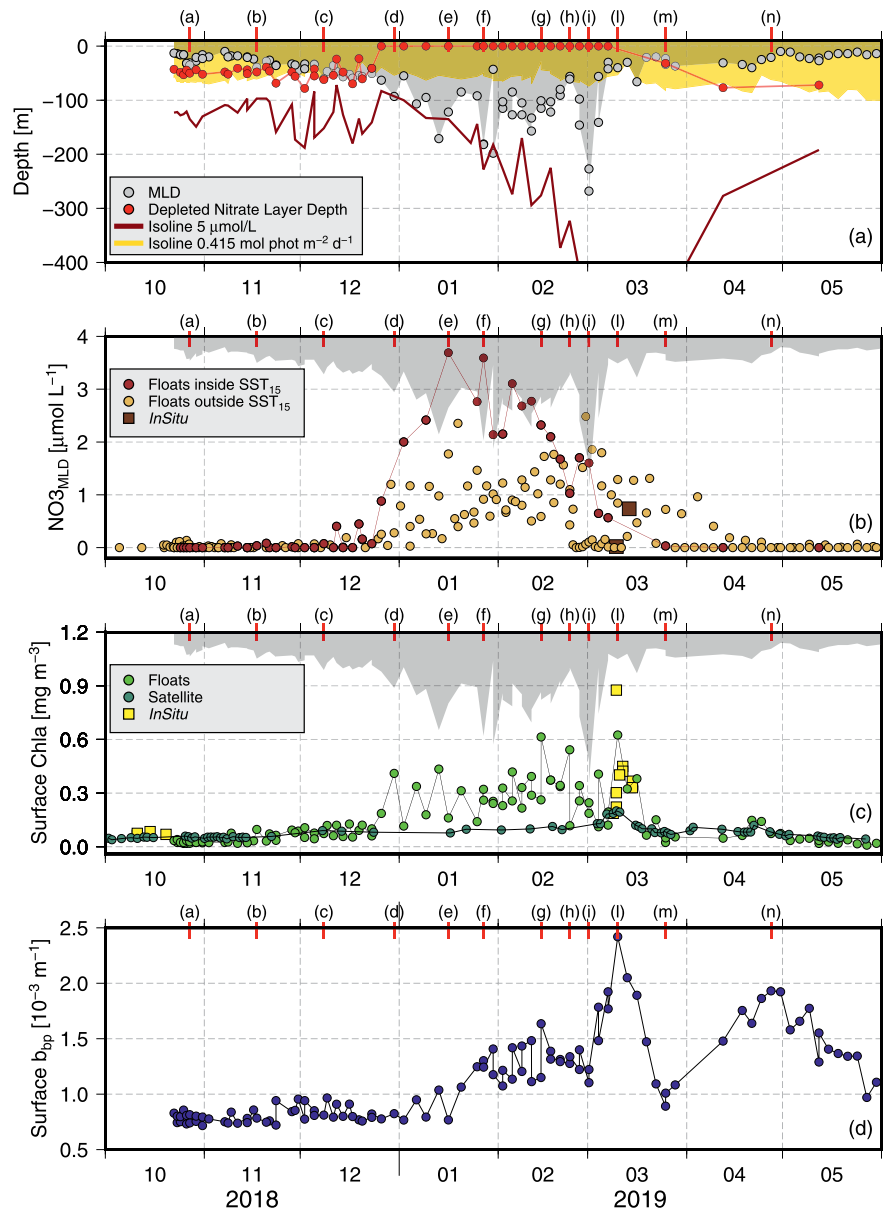 (a) (b) (c) (d) (e) (f) (g) (h) (i) (l) (m) (n)
0
−100
−200
−300
−400
Depth [m]
MLD
Depleted Nitrate Layer Depth
Isoline 5 μmol/L
Isoline 0.415 mol phot m⁻² d⁻¹
(a)
10 11 12 01 02 03 04 05
(a) (b) (c) (d) (e) (f) (g) (h) (i) (l) (m) (n)
4
3
2
1
0
NO3MLD [μmol L⁻¹]
Floats inside SST₁₅
Floats outside SST₁₅
InSitu
(b)
10 11 12 01 02 03 04 05
(a) (b) (c) (d) (e) (f) (g) (h) (i) (l) (m) (n)
1.2
0.9
0.6
0.3
0.0
Surface Chla [mg m⁻³]
Floats
Satellite
InSitu
(c)
10 11 12 01 02 03 04 05
(a) (b) (c) (d) (e) (f) (g) (h) (i) (l) (m) (n)
2.5
2.0
1.5
1.0
0.5
Surface bbp [10⁻³ m⁻¹]
(d)
10 11 12 01 02 03 04 05
2018 2019